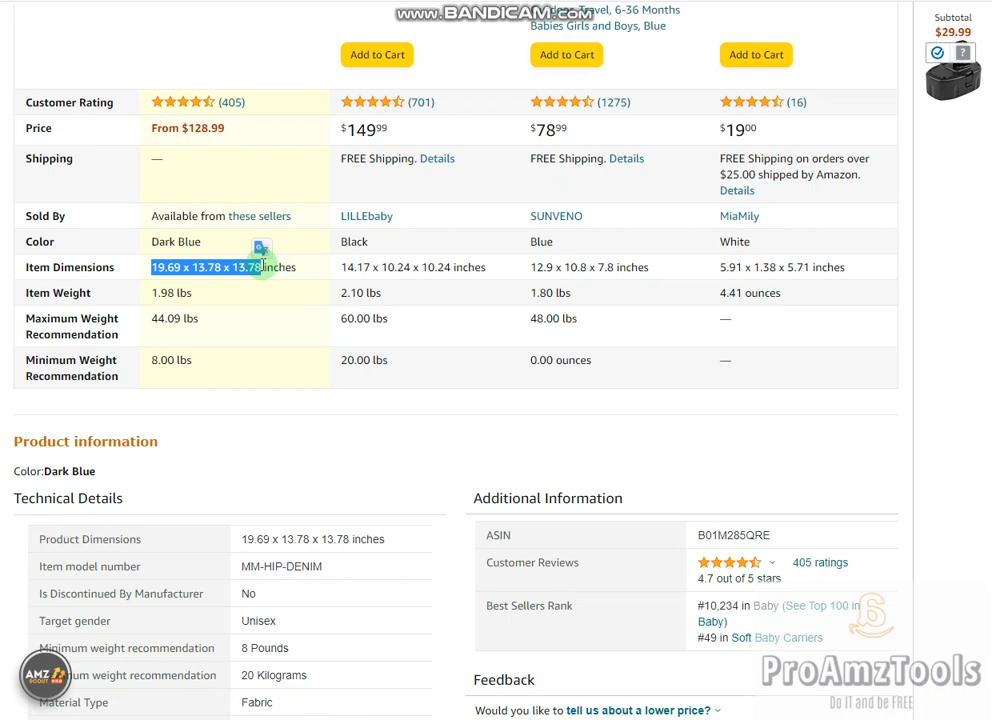 www.BANDICAM.com
Travel, 6-36 Months
Babies Girls and Boys, Blue
Subtotal
$29.99
?
Add to Cart Add to Cart Add to Cart
Customer Rating (405) (701) (1275) (16)
Price From $128.99 $14999 $7899 $1900
Shipping — FREE Shipping. Details FREE Shipping. Details FREE Shipping on orders over
$25.00 shipped by Amazon.
Details
Sold By Available from these sellers LILLEbaby SUNVENO MiaMily
Color Dark Blue Black Blue White
Item Dimensions 19.69 x 13.78 x 13.78 inches 14.17 x 10.24 x 10.24 inches 12.9 x 10.8 x 7.8 inches 5.91 x 1.38 x 5.71 inches
Item Weight 1.98 lbs 2.10 lbs 1.80 lbs 4.41 ounces
Maximum Weight
Recommendation 44.09 lbs 60.00 lbs 48.00 lbs —
Minimum Weight
Recommendation 8.00 lbs 20.00 lbs 0.00 ounces —
Product information
Color:Dark Blue
Technical Details
Product Dimensions 19.69 x 13.78 x 13.78 inches
Item model number MM-HIP-DENIM
Is Discontinued By Manufacturer No
Target gender Unisex
Minimum weight recommendation 8 Pounds
weight recommendation 20 Kilograms
Material Type Fabric
AMZ
SCOUT PRO
Additional Information
ASIN B01M285QRE
Customer Reviews 405 ratings
4.7 out of 5 stars
Best Sellers Rank #10,234 in Baby (See Top 100 in
Baby)
#49 in Soft Baby Carriers
Feedback
Would you like to tell us about a lower price?
ProAmzTools
Do IT and be FREE